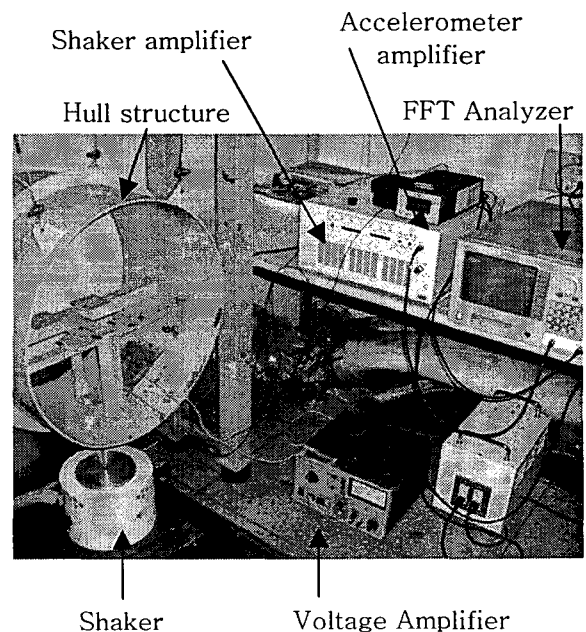 Shaker amplifier
Accelerometer
amplifier
Hull structure
FFT Analyzer
Shaker
Voltage Amplifier